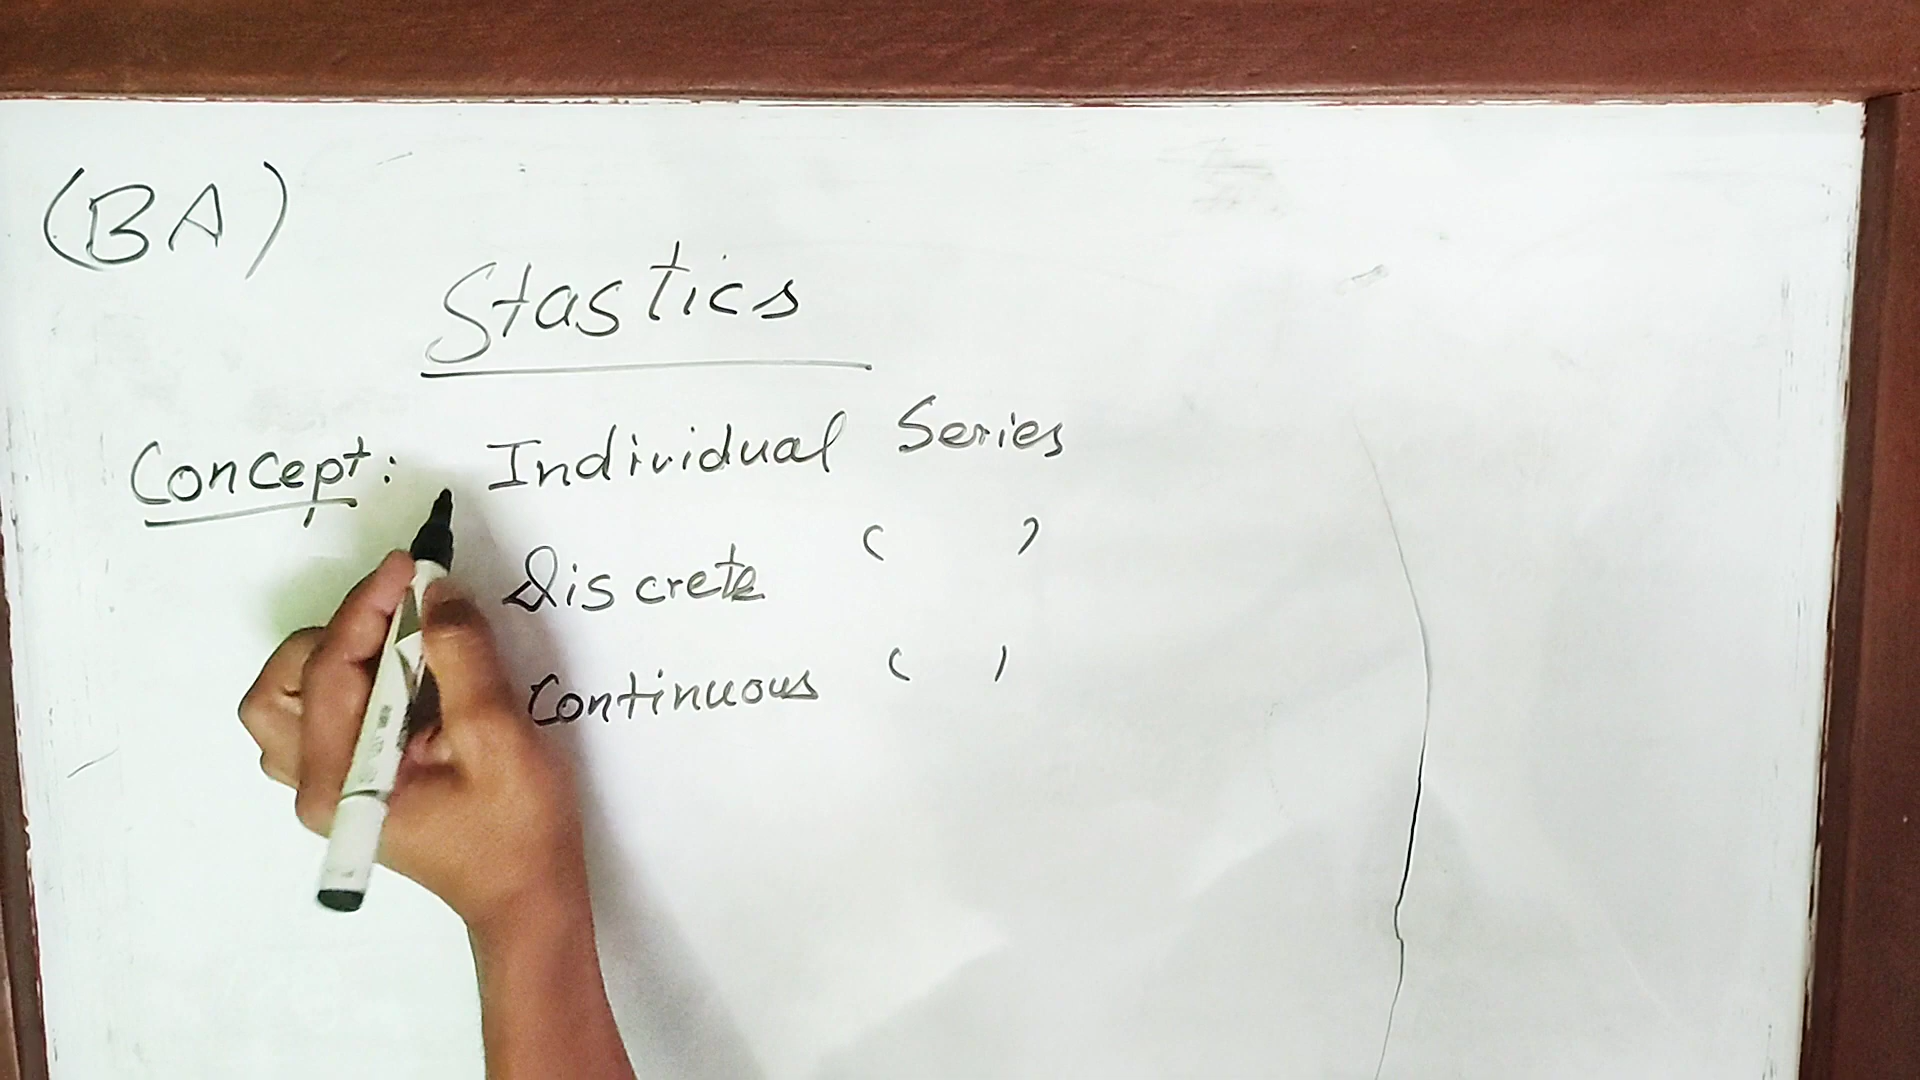 (BA)
Stastics
Concept: Individual Series
Discrete ( )
Continuous ( )